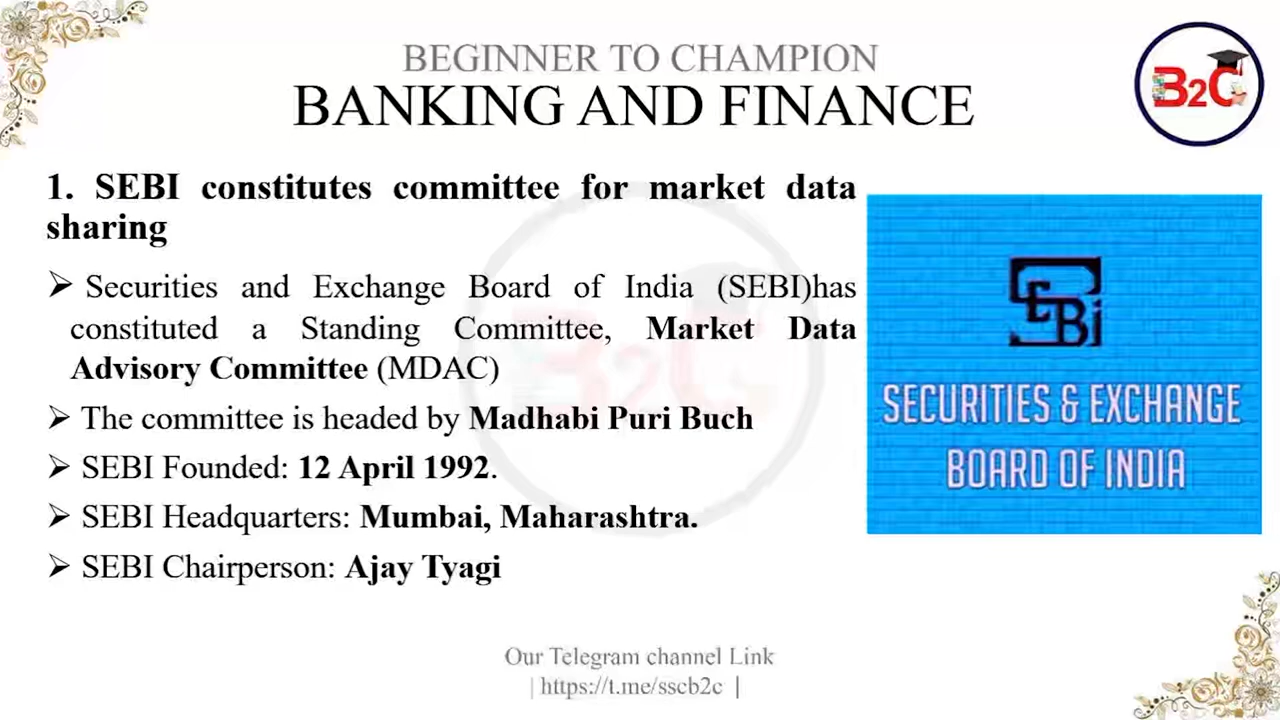 BEGINNER TO CHAMPION
BANKING AND FINANCE
B2C
1. SEBI constitutes committee for market data
sharing
➢ Securities and Exchange Board of India (SEBI)has
constituted a Standing Committee, Market Data
Advisory Committee (MDAC)
➢ The committee is headed by Madhabi Puri Buch
➢ SEBI Founded: 12 April 1992.
➢ SEBI Headquarters: Mumbai, Maharashtra.
➢ SEBI Chairperson: Ajay Tyagi
SEBi
SECURITIES & EXCHANGE
BOARD OF INDIA
B2C
Our Telegram channel Link
| https://t.me/sscb2c |